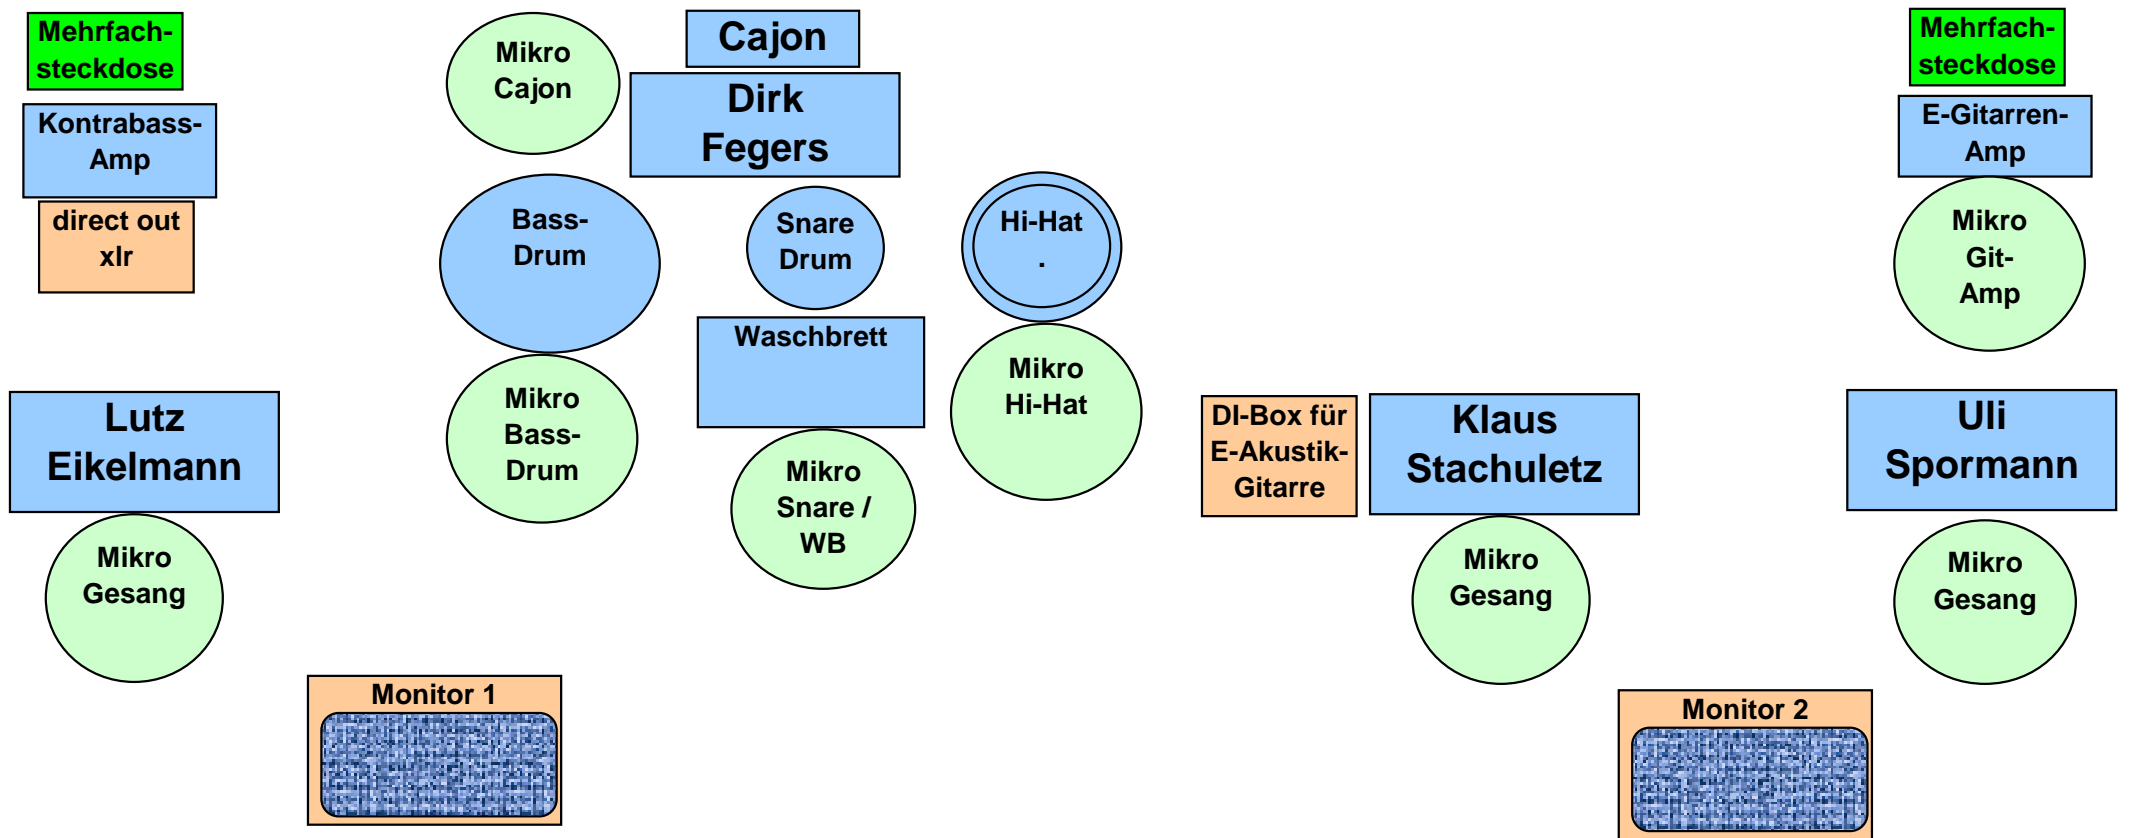 Mehrfach-
steckdose
Kontrabass-
Amp
direct out
xlr
Lutz
Eikelmann
Mikro
Gesang
Monitor 1
Mikro
Cajon
Cajon
Dirk
Fegers
Bass-
Drum
Snare
Drum
Hi-Hat
.
Waschbrett
Mikro
Bass-
Drum
Mikro
Snare /
WB
Mikro
Hi-Hat
DI-Box für
E-Akustik-
Gitarre
Klaus
Stachuletz
Mikro
Gesang
Mehrfach-
steckdose
E-Gitarren-
Amp
Mikro
Git-
Amp
Uli
Spormann
Mikro
Gesang
Monitor 2